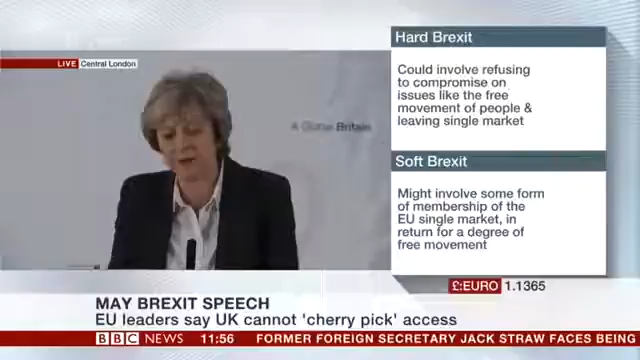 Hard Brexit
LIVE Central London
Could involve refusing
to compromise on
issues like the free
movement of people &
leaving single market
A Global Britain
Soft Brexit
Might involve some form
of membership of the
EU single market, in
return for a degree of
free movement
£:EURO 1.1365
MAY BREXIT SPEECH
EU leaders say UK cannot 'cherry pick' access
BBC NEWS 11:56 FORMER FOREIGN SECRETARY JACK STRAW FACES BEING